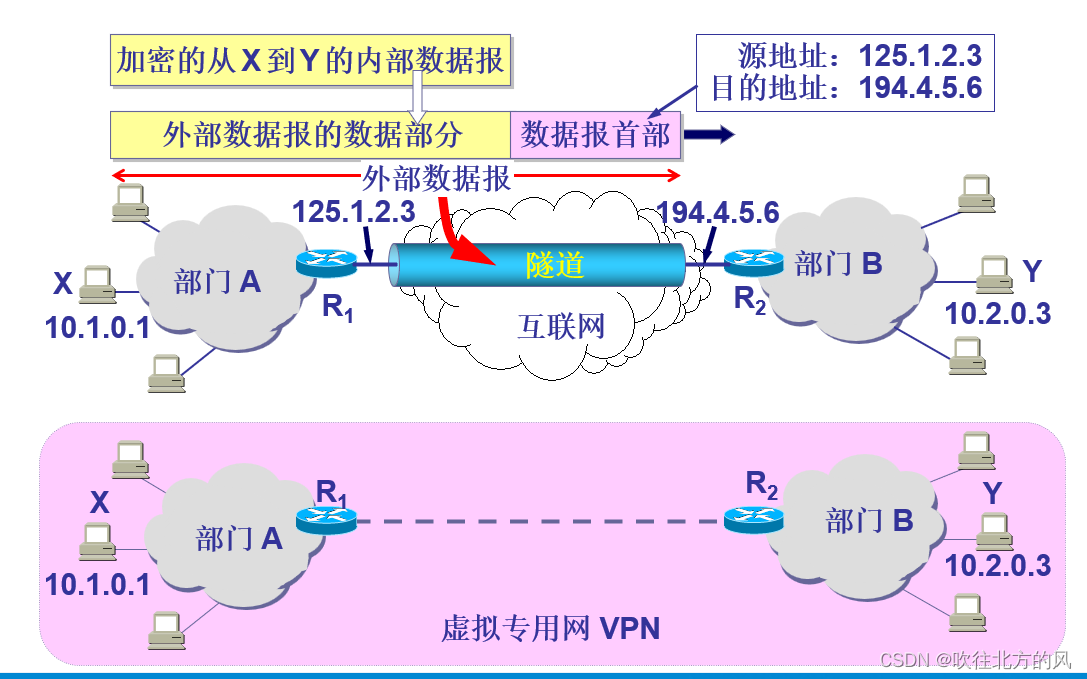 加密的从 X 到 Y 的内部数据报
源地址：125.1.2.3
目的地址：194.4.5.6
外部数据报的数据部分
数据报首部
外部数据报
125.1.2.3
194.4.5.6
隧道
部门 A
部门 B
X
Y
R1
R2
10.1.0.1
10.2.0.3
互联网
R1
R2
X
Y
部门 A
部门 B
10.1.0.1
10.2.0.3
虚拟专用网 VPN
CSDN @吹往北方的风